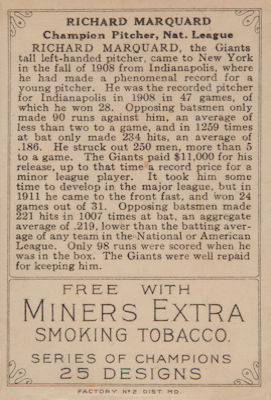 RICHARD MARQUARD
Champion Pitcher, Nat. League
RICHARD MARQUARD, the Giants
tall left-handed pitcher, came to New York
in the fall of 1908 from Indianapolis, where
he had made a phenomenal record for a
young pitcher. He was the recorded pitcher
for Indianapolis in 1908 in 47 games, of
which he won 28. Opposing batsmen only
made 90 runs against him, an average of
less than two to a game, and in 1259 times
at bat only made 234 hits, an average of
.186. He struck out 250 men, more than 5
to a game. The Giants paid $11,000 for his
release, up to that time a record price for a
minor league player. It took him some
time to develop in the major league, but in
1911 he came to the front fast, and won 24
games out of 31. Opposing batsmen made
221 hits in 1007 times at bat, an aggregate
average of .219, lower than the batting aver-
age of any team in the National or American
League. Only 98 runs were scored when he
was in the box. The Giants were well repaid
for keeping him.
FREE WITH
MINERS EXTRA
SMOKING TOBACCO.
SERIES OF CHAMPIONS
25 DESIGNS
FACTORY No 2 DIST. MD.